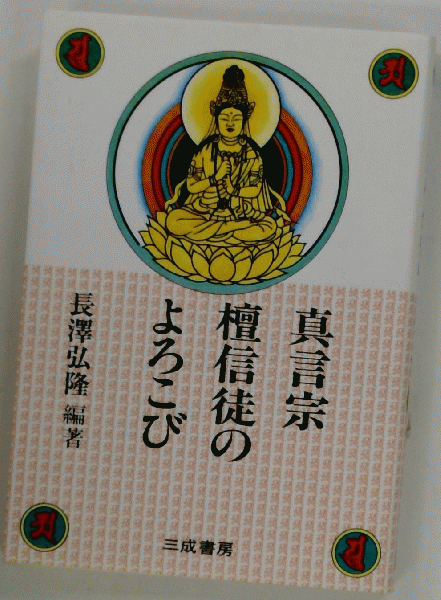 真言宗
檀信徒の
よろこび
長澤弘隆 編著
三成書房